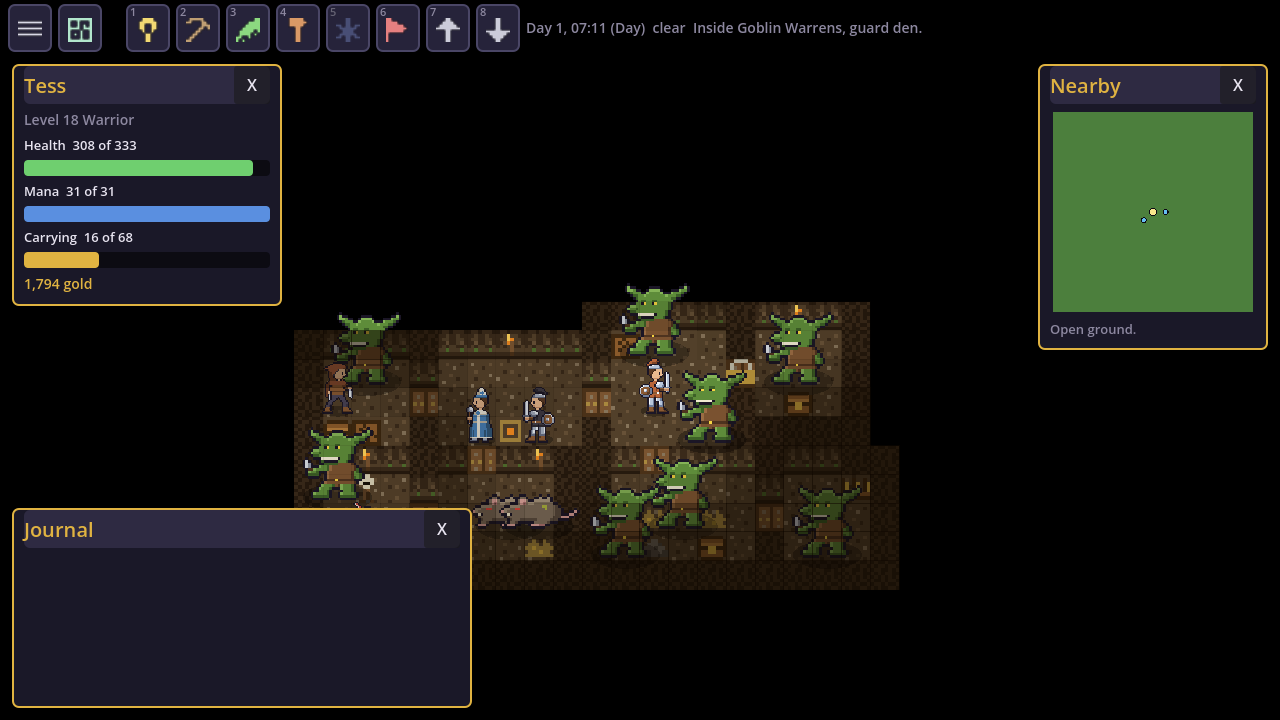 1 2 3 4 5 6 7 8 Day 1, 07:11 (Day) clear Inside Goblin Warrens, guard den.
Tess X
Level 18 Warrior
Health 308 of 333
Mana 31 of 31
Carrying 16 of 68
1,794 gold
Nearby X
Open ground.
Journal X